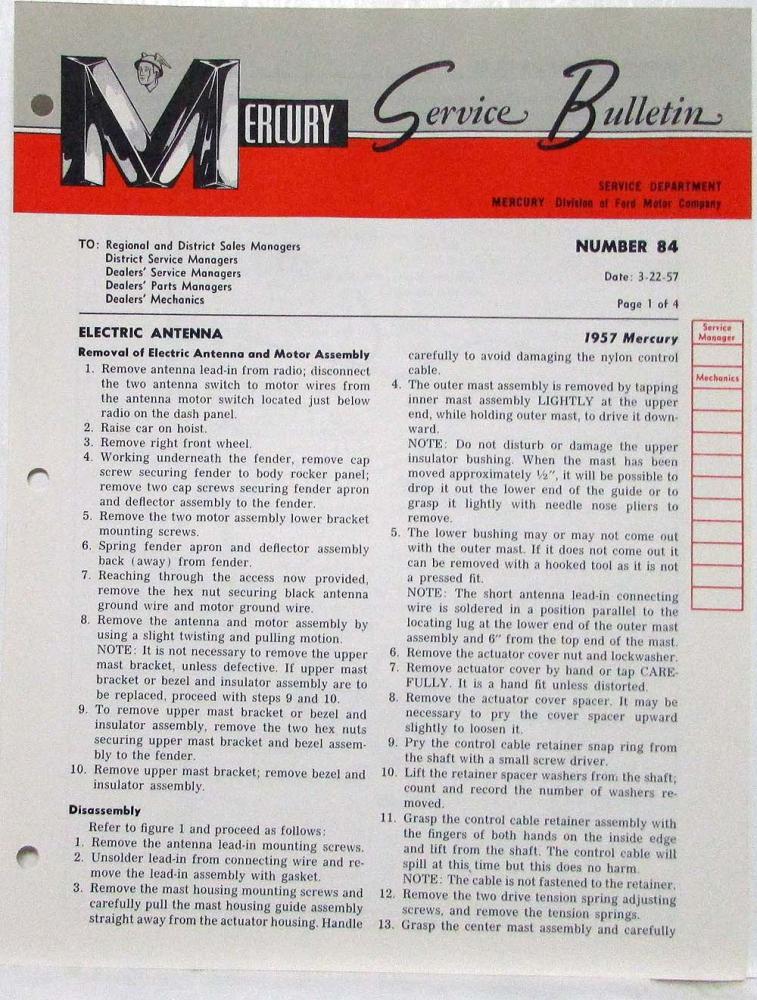 MERCURY Service Bulletin
SERVICE DEPARTMENT
MERCURY Division of Ford Motor Company
TO: Regional and District Sales Managers
District Service Managers
Dealers' Service Managers
Dealers' Parts Managers
Dealers' Mechanics
NUMBER 84
Date: 3-22-57
Page 1 of 4
ELECTRIC ANTENNA
1957 Mercury
Removal of Electric Antenna and Motor Assembly
1. Remove antenna lead-in from radio; disconnect
the two antenna switch to motor wires from
the antenna motor switch located just below
radio on the dash panel.
2. Raise car on hoist.
3. Remove right front wheel.
4. Working underneath the fender, remove cap
screw securing fender to body rocker panel;
remove two cap screws securing fender apron
and deflector assembly to the fender.
5. Remove the two motor assembly lower bracket
mounting screws.
6. Spring fender apron and deflector assembly
back (away) from fender.
7. Reaching through the access now provided,
remove the hex nut securing black antenna
ground wire and motor ground wire.
8. Remove the antenna and motor assembly by
using a slight twisting and pulling motion.
NOTE: It is not necessary to remove the upper
mast bracket, unless defective. If upper mast
bracket or bezel and insulator assembly are to
be replaced, proceed with steps 9 and 10.
9. To remove upper mast bracket or bezel and
insulator assembly, remove the two hex nuts
securing upper mast bracket and bezel assem-
bly to the fender.
10. Remove upper mast bracket; remove bezel and
insulator assembly.
Disassembly
Refer to figure 1 and proceed as follows:
1. Remove the antenna lead-in mounting screws.
2. Unsolder lead-in from connecting wire and re-
move the lead-in assembly with gasket.
3. Remove the mast housing mounting screws and
carefully pull the mast housing guide assembly
straight away from the actuator housing. Handle
carefully to avoid damaging the nylon control
cable.
4. The outer mast assembly is removed by tapping
inner mast assembly LIGHTLY at the upper
end, while holding outer mast, to drive it down-
ward.
NOTE: Do not disturb or damage the upper
insulator bushing. When the mast has been
moved approximately ½", it will be possible to
drop it out the lower end of the guide or to
grasp it lightly with needle nose pliers to
remove.
5. The lower bushing may or may not come out
with the outer mast. If it does not come out it
can be removed with a hooked tool as it is not
a pressed fit.
NOTE: The short antenna lead-in connecting
wire is soldered in a position parallel to the
locating lug at the lower end of the outer mast
assembly and 6" from the top end of the mast.
6. Remove the actuator cover nut and lockwasher.
7. Remove actuator cover by hand or tap CARE-
FULLY. It is a hand fit unless distorted.
8. Remove the actuator cover spacer. It may be
necessary to pry the cover spacer upward
slightly to loosen it.
9. Pry the control cable retainer snap ring from
the shaft with a small screw driver.
10. Lift the retainer spacer washers from the shaft;
count and record the number of washers re-
moved.
11. Grasp the control cable retainer assembly with
the fingers of both hands on the inside edge
and lift from the shaft. The control cable will
spill at this time but this does no harm.
NOTE: The cable is not fastened to the retainer.
12. Remove the two drive tension spring adjusting
screws, and remove the tension springs.
13. Grasp the center mast assembly and carefully
Service
Manager
Mechanics